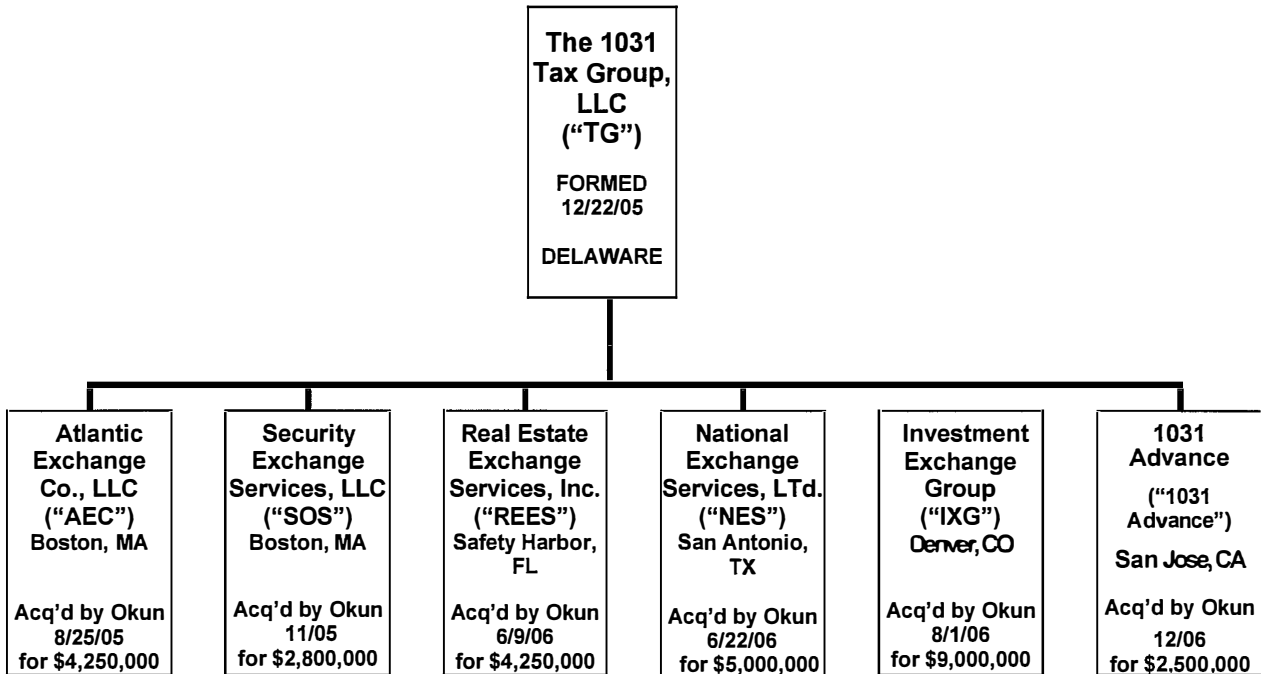 The 1031
Tax Group,
LLC
(“TG”)
FORMED
12/22/05
DELAWARE
Atlantic
Exchange
Co., LLC
(“AEC”)
Boston, MA
Acq’d by Okun
8/25/05
for $4,250,000
Security
Exchange
Services, LLC
(“SOS”)
Boston, MA
Acq’d by Okun
11/05
for $2,800,000
Real Estate
Exchange
Services, Inc.
(“REES”)
Safety Harbor,
FL
Acq’d by Okun
6/9/06
for $4,250,000
National
Exchange
Services, LTd.
(“NES”)
San Antonio,
TX
Acq’d by Okun
6/22/06
for $5,000,000
Investment
Exchange
Group
(“IXG”)
Denver, CO
Acq’d by Okun
8/1/06
for $9,000,000
1031
Advance
(“1031
Advance”)
San Jose, CA
Acq’d by Okun
12/06
for $2,500,000